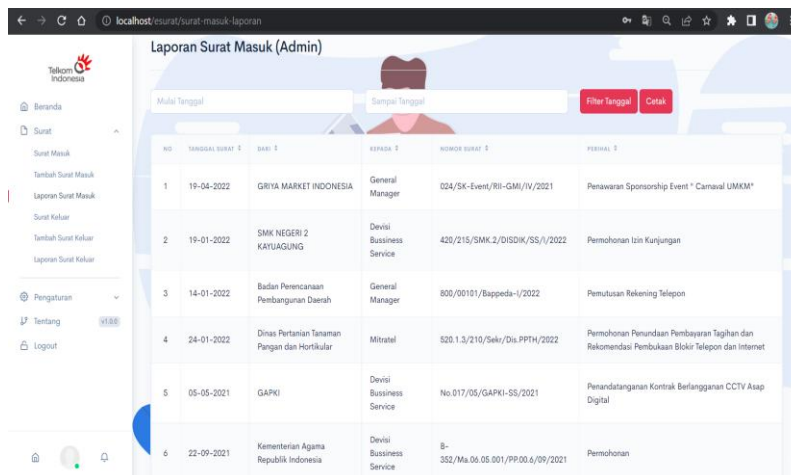 localhost/esurat/surat-masuk-laporan
Telkom
Indonesia
Beranda
Surat
Surat Masuk
Tambah Surat Masuk
Laporan Surat Masuk
Surat Keluar
Tambah Surat Keluar
Laporan Surat Keluar
Pengaturan
Tentang v1.0.0
Logout
Laporan Surat Masuk (Admin)
Mulai Tanggal
Sampai Tanggal
Filter Tanggal
Cetak
NO TANGGAL SURAT DARI KEPADA NOMOR SURAT PERIHAL
1 19-04-2022 GRIYA MARKET INDONESIA General
Manager 024/SK-Event/RII-GMI/IV/2021 Penawaran Sponsorship Event " Carnaval UMKM"
2 19-01-2022 SMK NEGERI 2
KAYUAGUNG Devisi
Bussiness
Service 420/215/SMK.2/DISDIK/SS/I/2022 Permohonan Izin Kunjungan
3 14-01-2022 Badan Perencanaan
Pembangunan Daerah General
Manager 800/00101/Bappeda-I/2022 Pemutusan Rekening Telepon
4 24-01-2022 Dinas Pertanian Tanaman
Pangan dan Hortikular Mitratel 520.1.3/210/Sekr/Dis.PPTH/2022 Permohonan Penundaan Pembayaran Tagihan dan
Rekomendasi Pembukaan Blokir Telepon dan Internet
5 05-05-2021 GAPKI Devisi
Bussiness
Service No.017/05/GAPKI-SS/2021 Penandatanganan Kontrak Berlangganan CCTV Asap
Digital
6 22-09-2021 Kementerian Agama
Republik Indonesia Devisi
Bussiness
Service B-
352/Ma.06.05.001/PP.00.6/09/2021 Permohonan